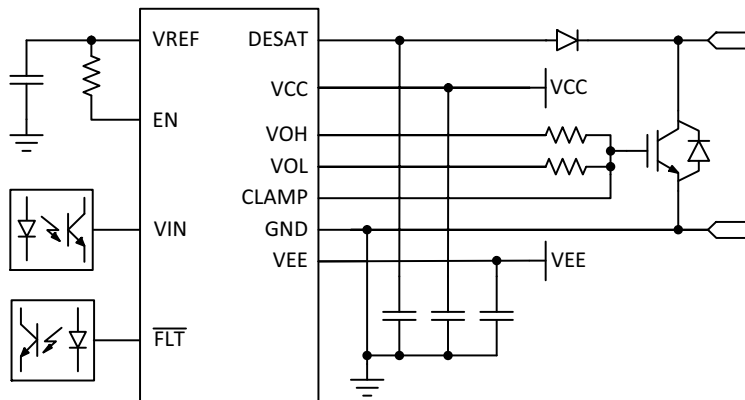 VREF
DESAT
VCC
VCC
EN
VOH
VOL
CLAMP
VIN
GND
VEE
VEE
FLT